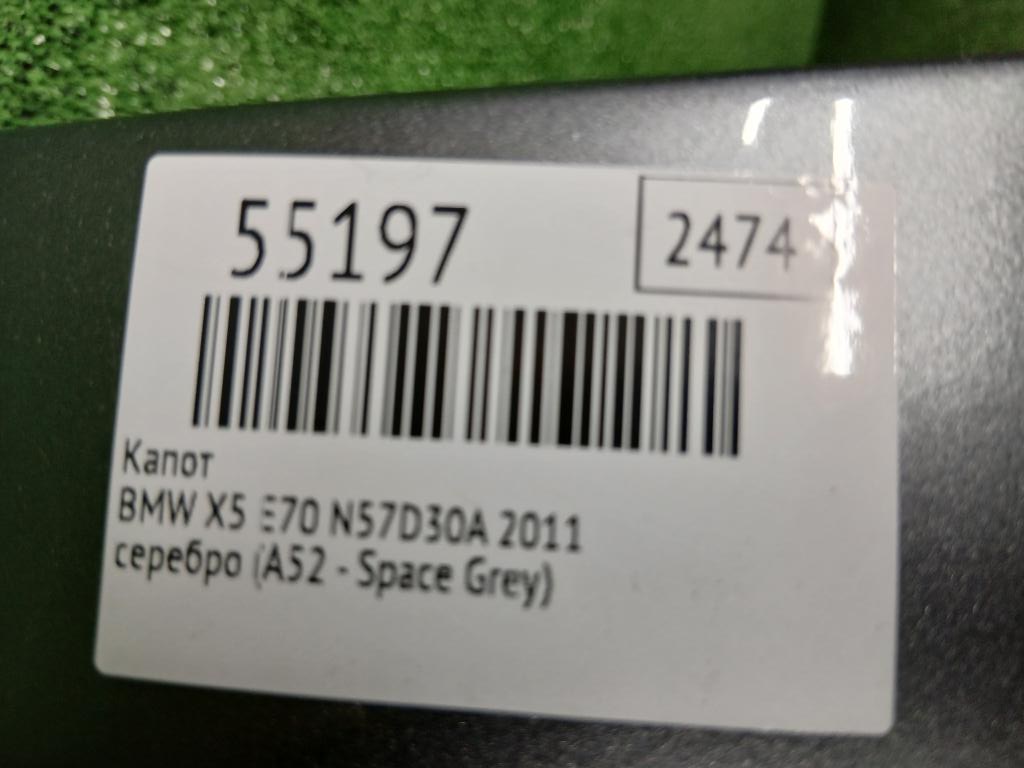 55197
2474
Капот
BMW X5 E70 N57D30A 2011
серебро (A52 - Space Grey)